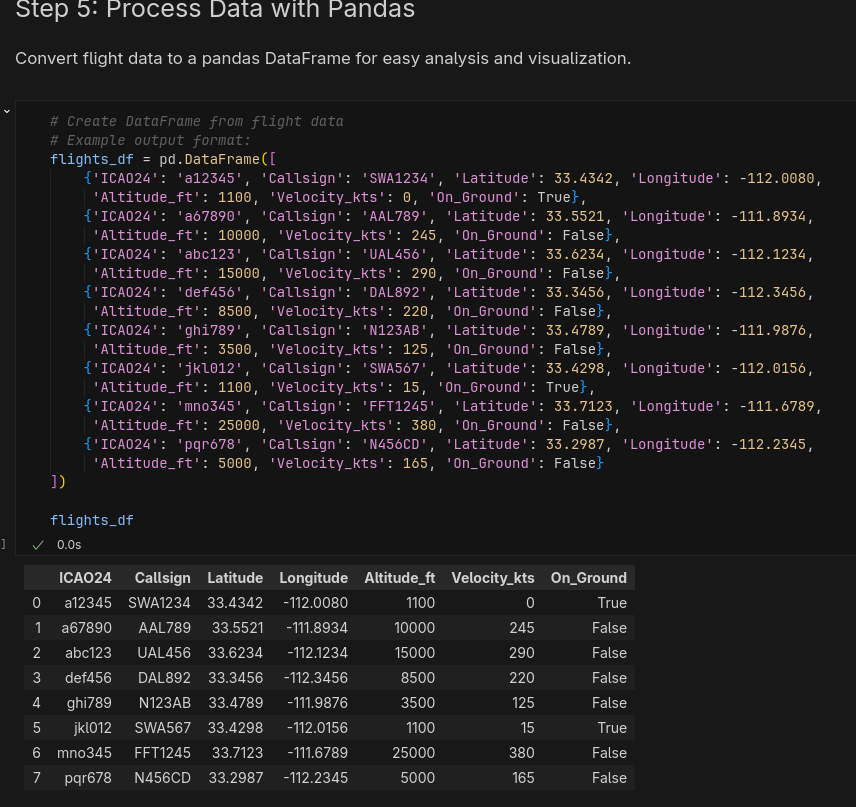 Step 5: Process Data with Pandas
Convert flight data to a pandas DataFrame for easy analysis and visualization.
# Create DataFrame from flight data
# Example output format:
flights_df = pd.DataFrame([
    {'ICAO24': 'a12345', 'Callsign': 'SWA1234', 'Latitude': 33.4342, 'Longitude': -112.0080,
     'Altitude_ft': 1100, 'Velocity_kts': 0, 'On_Ground': True},
    {'ICAO24': 'a67890', 'Callsign': 'AAL789', 'Latitude': 33.5521, 'Longitude': -111.8934,
     'Altitude_ft': 10000, 'Velocity_kts': 245, 'On_Ground': False},
    {'ICAO24': 'abc123', 'Callsign': 'UAL456', 'Latitude': 33.6234, 'Longitude': -112.1234,
     'Altitude_ft': 15000, 'Velocity_kts': 290, 'On_Ground': False},
    {'ICAO24': 'def456', 'Callsign': 'DAL892', 'Latitude': 33.3456, 'Longitude': -112.3456,
     'Altitude_ft': 8500, 'Velocity_kts': 220, 'On_Ground': False},
    {'ICAO24': 'ghi789', 'Callsign': 'N123AB', 'Latitude': 33.4789, 'Longitude': -111.9876,
     'Altitude_ft': 3500, 'Velocity_kts': 125, 'On_Ground': False},
    {'ICAO24': 'jkl012', 'Callsign': 'SWA567', 'Latitude': 33.4298, 'Longitude': -112.0156,
     'Altitude_ft': 1100, 'Velocity_kts': 15, 'On_Ground': True},
    {'ICAO24': 'mno345', 'Callsign': 'FFT1245', 'Latitude': 33.7123, 'Longitude': -111.6789,
     'Altitude_ft': 25000, 'Velocity_kts': 380, 'On_Ground': False},
    {'ICAO24': 'pqr678', 'Callsign': 'N456CD', 'Latitude': 33.2987, 'Longitude': -112.2345,
     'Altitude_ft': 5000, 'Velocity_kts': 165, 'On_Ground': False}
])
flights_df
] ✓ 0.0s
ICAO24 Callsign Latitude Longitude Altitude_ft Velocity_kts On_Ground
0 a12345 SWA1234 33.4342 -112.0080 1100 0 True
1 a67890 AAL789 33.5521 -111.8934 10000 245 False
2 abc123 UAL456 33.6234 -112.1234 15000 290 False
3 def456 DAL892 33.3456 -112.3456 8500 220 False
4 ghi789 N123AB 33.4789 -111.9876 3500 125 False
5 jkl012 SWA567 33.4298 -112.0156 1100 15 True
6 mno345 FFT1245 33.7123 -111.6789 25000 380 False
7 pqr678 N456CD 33.2987 -112.2345 5000 165 False